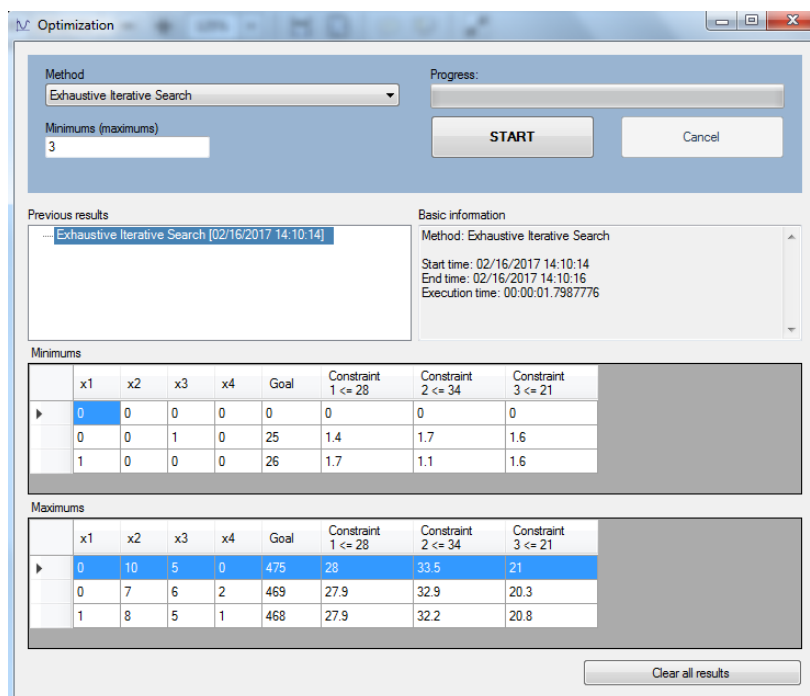 Optimization
Method
Progress:
Exhaustive Iterative Search
Minimums (maximums)
3
START
Cancel
Previous results
Basic information
Exhaustive Iterative Search [02/16/2017 14:10:14]
Method: Exhaustive Iterative Search
Start time: 02/16/2017 14:10:14
End time: 02/16/2017 14:10:16
Execution time: 00:00:01.7987776
Minimums
x1 x2 x3 x4 Goal Constraint 1 <= 28 Constraint 2 <= 34 Constraint 3 <= 21
0 0 0 0 0 0 0 0
0 0 1 0 25 1.4 1.7 1.6
1 0 0 0 26 1.7 1.1 1.6
Maximums
x1 x2 x3 x4 Goal Constraint 1 <= 28 Constraint 2 <= 34 Constraint 3 <= 21
0 10 5 0 475 28 33.5 21
0 7 6 2 469 27.9 32.9 20.3
1 8 5 1 468 27.9 32.2 20.8
Clear all results